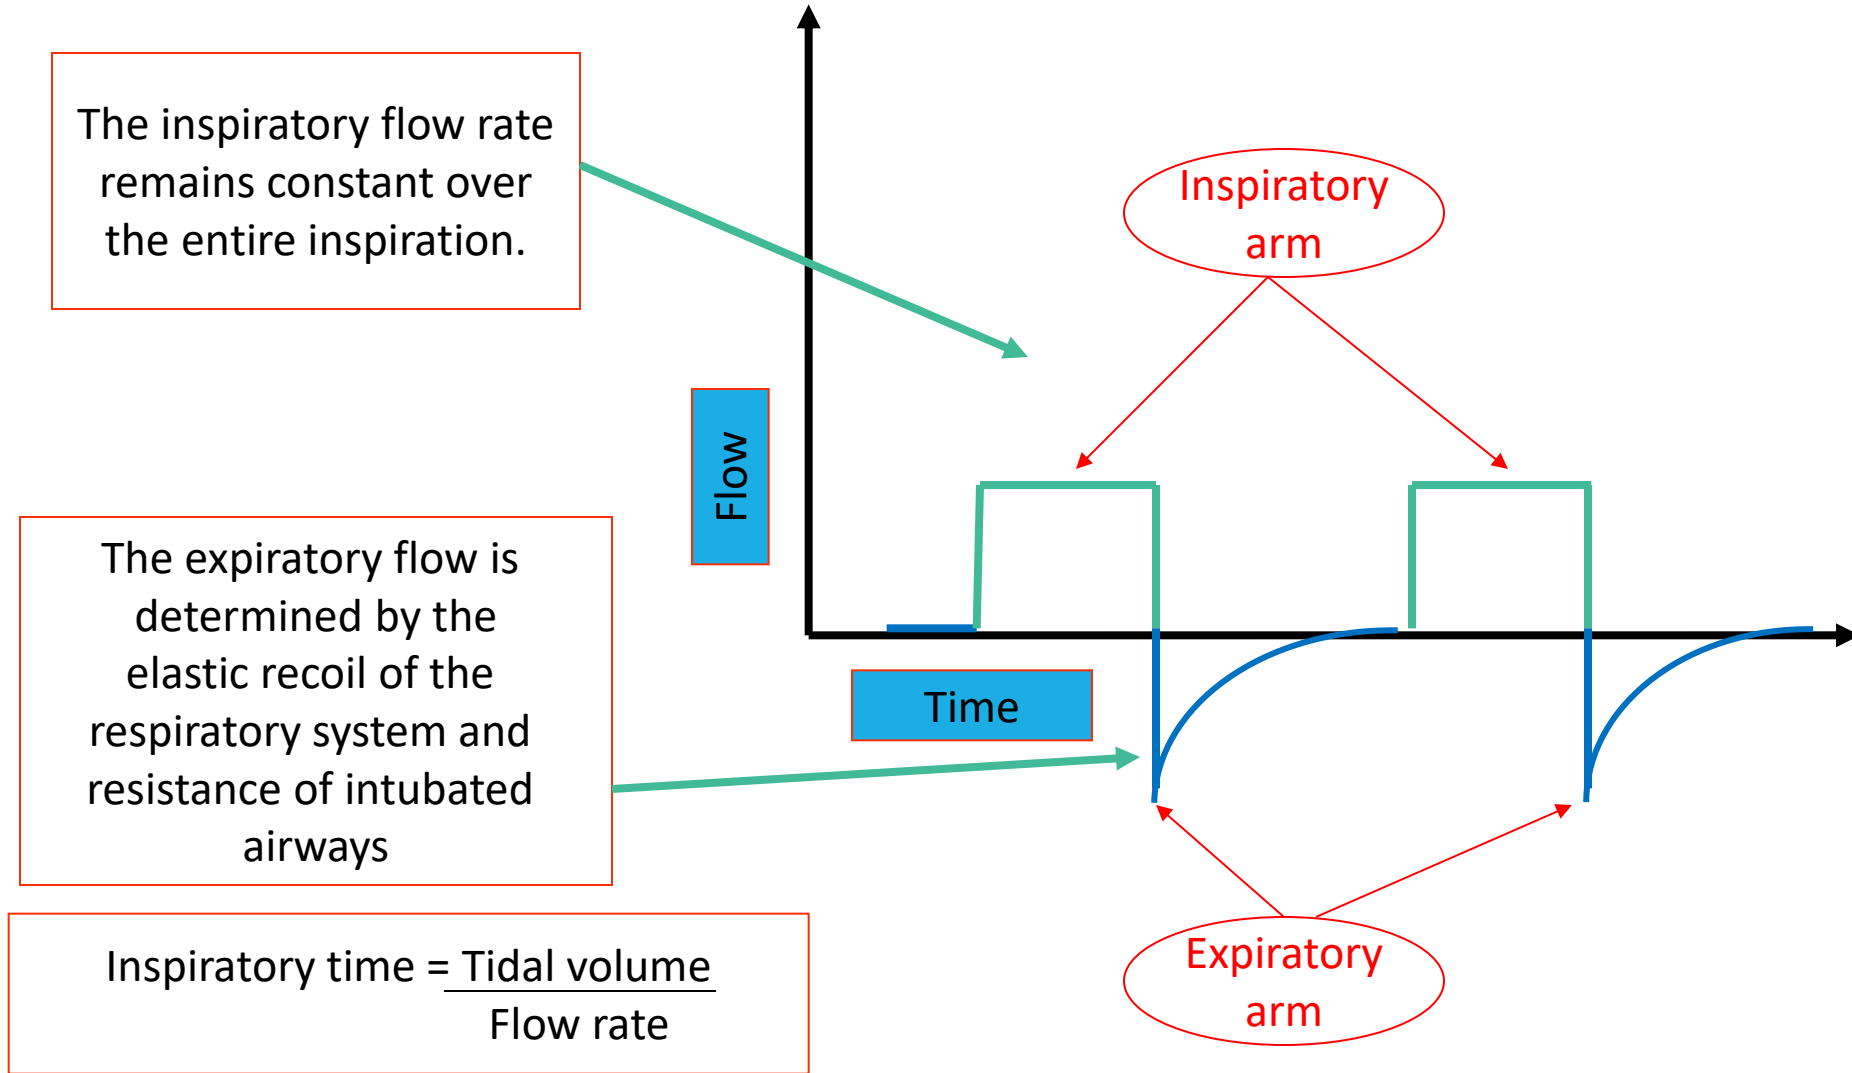 The inspiratory flow rate
remains constant over
the entire inspiration.
Inspiratory
arm
Flow
The expiratory flow is
determined by the
elastic recoil of the
respiratory system and
resistance of intubated
airways
Time
Inspiratory time = Tidal volume
Flow rate
Expiratory
arm